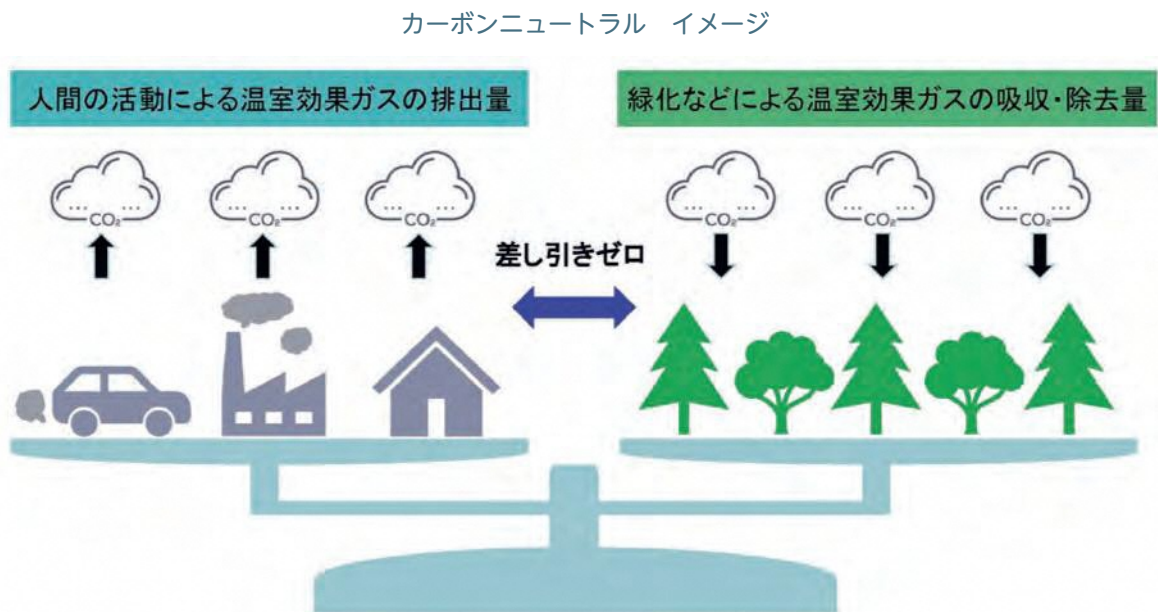 カーボンニュートラル　イメージ
人間の活動による温室効果ガスの排出量
緑化などによる温室効果ガスの吸収・除去量
CO₂
CO₂
CO₂
CO₂
CO₂
CO₂
差し引きゼロ